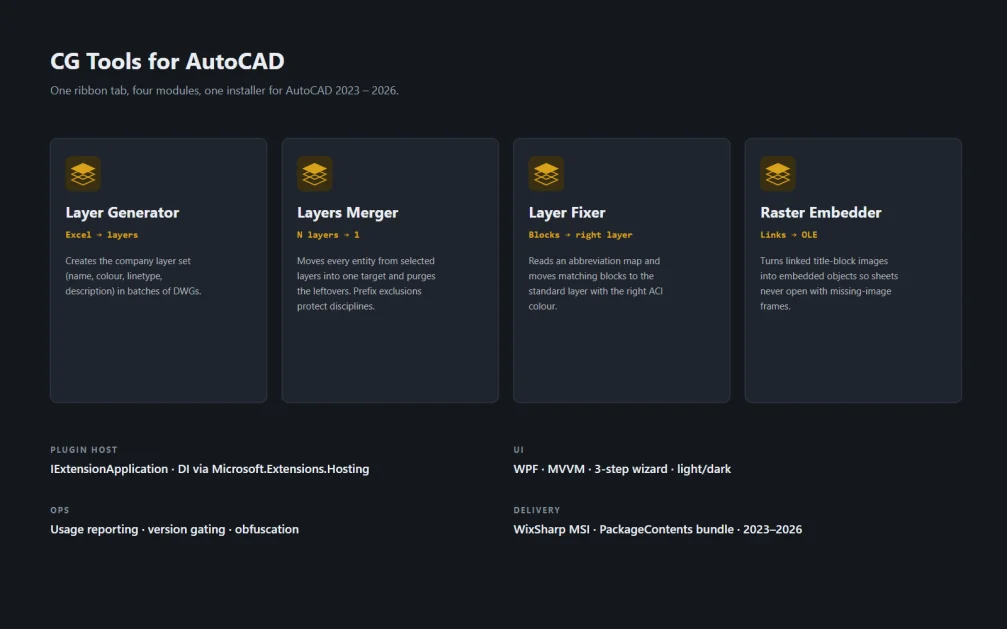 CG Tools for AutoCAD
One ribbon tab, four modules, one installer for AutoCAD 2023 – 2026.
Layer Generator
Excel → layers
Creates the company layer set
(name, colour, linetype,
description) in batches of DWGs.
Layers Merger
N layers → 1
Moves every entity from selected
layers into one target and purges
the leftovers. Prefix exclusions
protect disciplines.
Layer Fixer
Blocks → right layer
Reads an abbreviation map and
moves matching blocks to the
standard layer with the right ACI
colour.
Raster Embedder
Links → OLE
Turns linked title-block images
into embedded objects so sheets
never open with missing-image
frames.
PLUGIN HOST
IExtensionApplication · DI via Microsoft.Extensions.Hosting
UI
WPF · MVVM · 3-step wizard · light/dark
OPS
Usage reporting · version gating · obfuscation
DELIVERY
WixSharp MSI · PackageContents bundle · 2023–2026